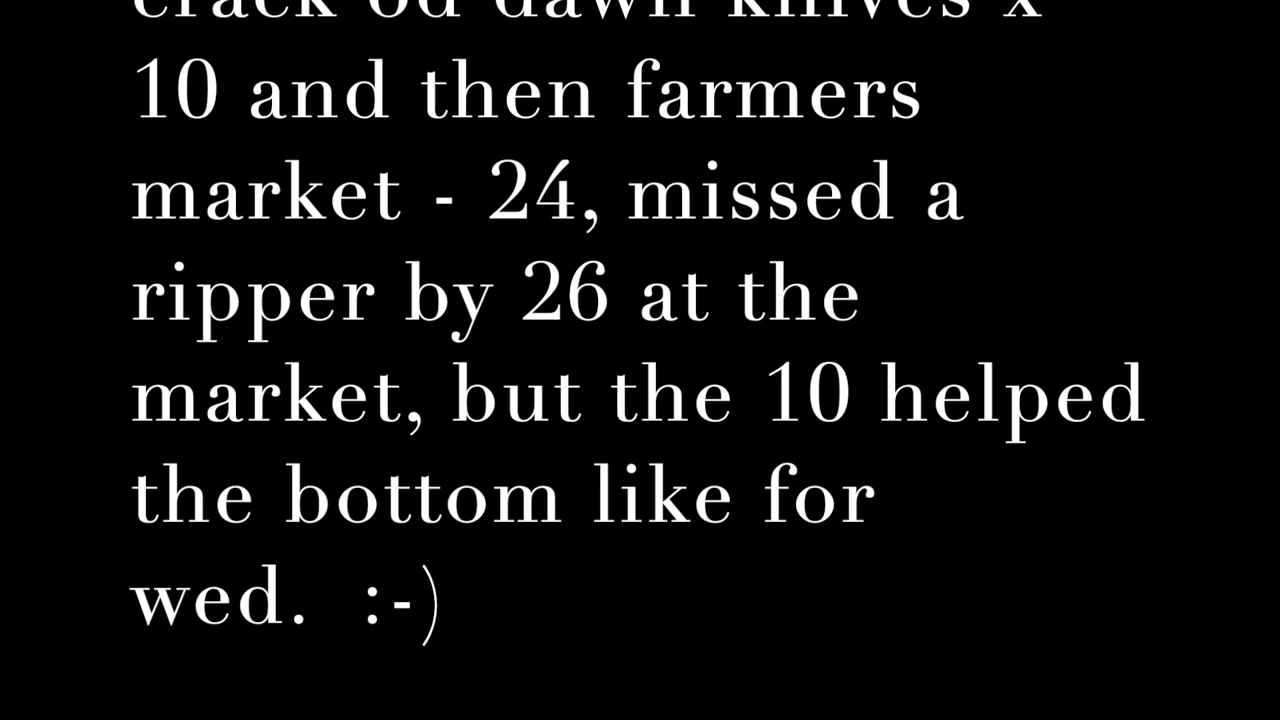 crack od dawn knives x
10 and then farmers
market - 24, missed a
ripper by 26 at the
market, but the 10 helped
the bottom like for
wed.  :-)